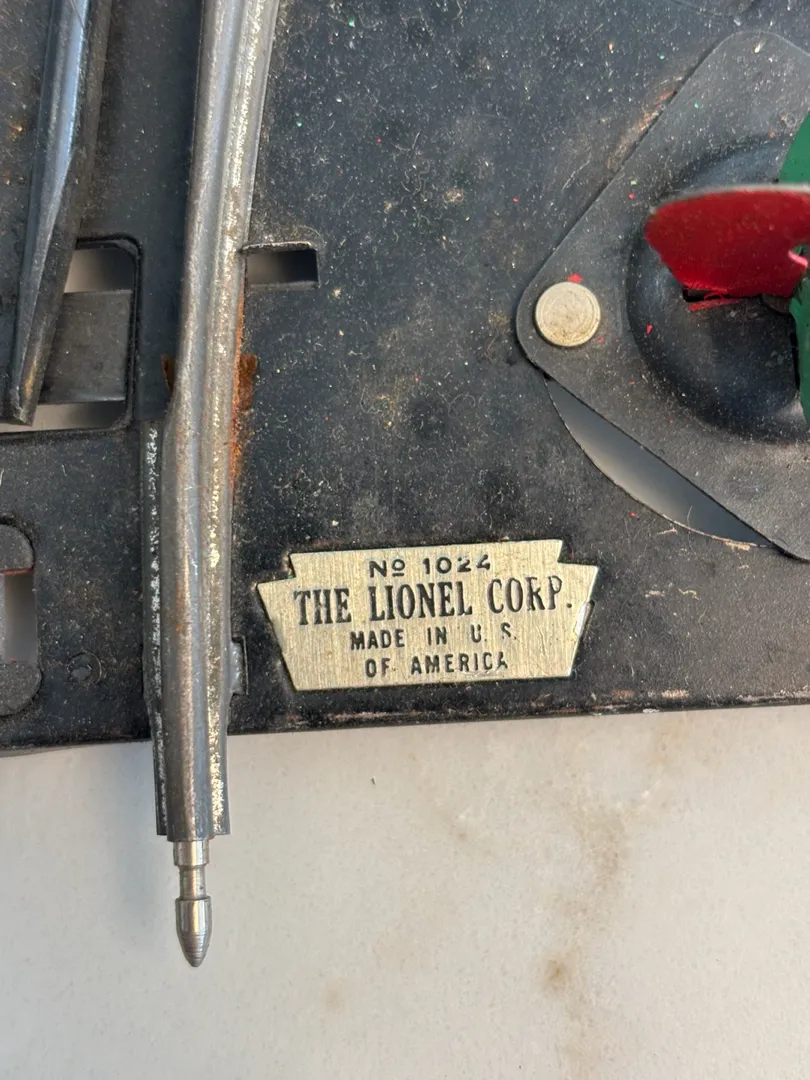 Nº 1024
THE LIONEL CORP.
MADE IN U. S.
OF AMERICA